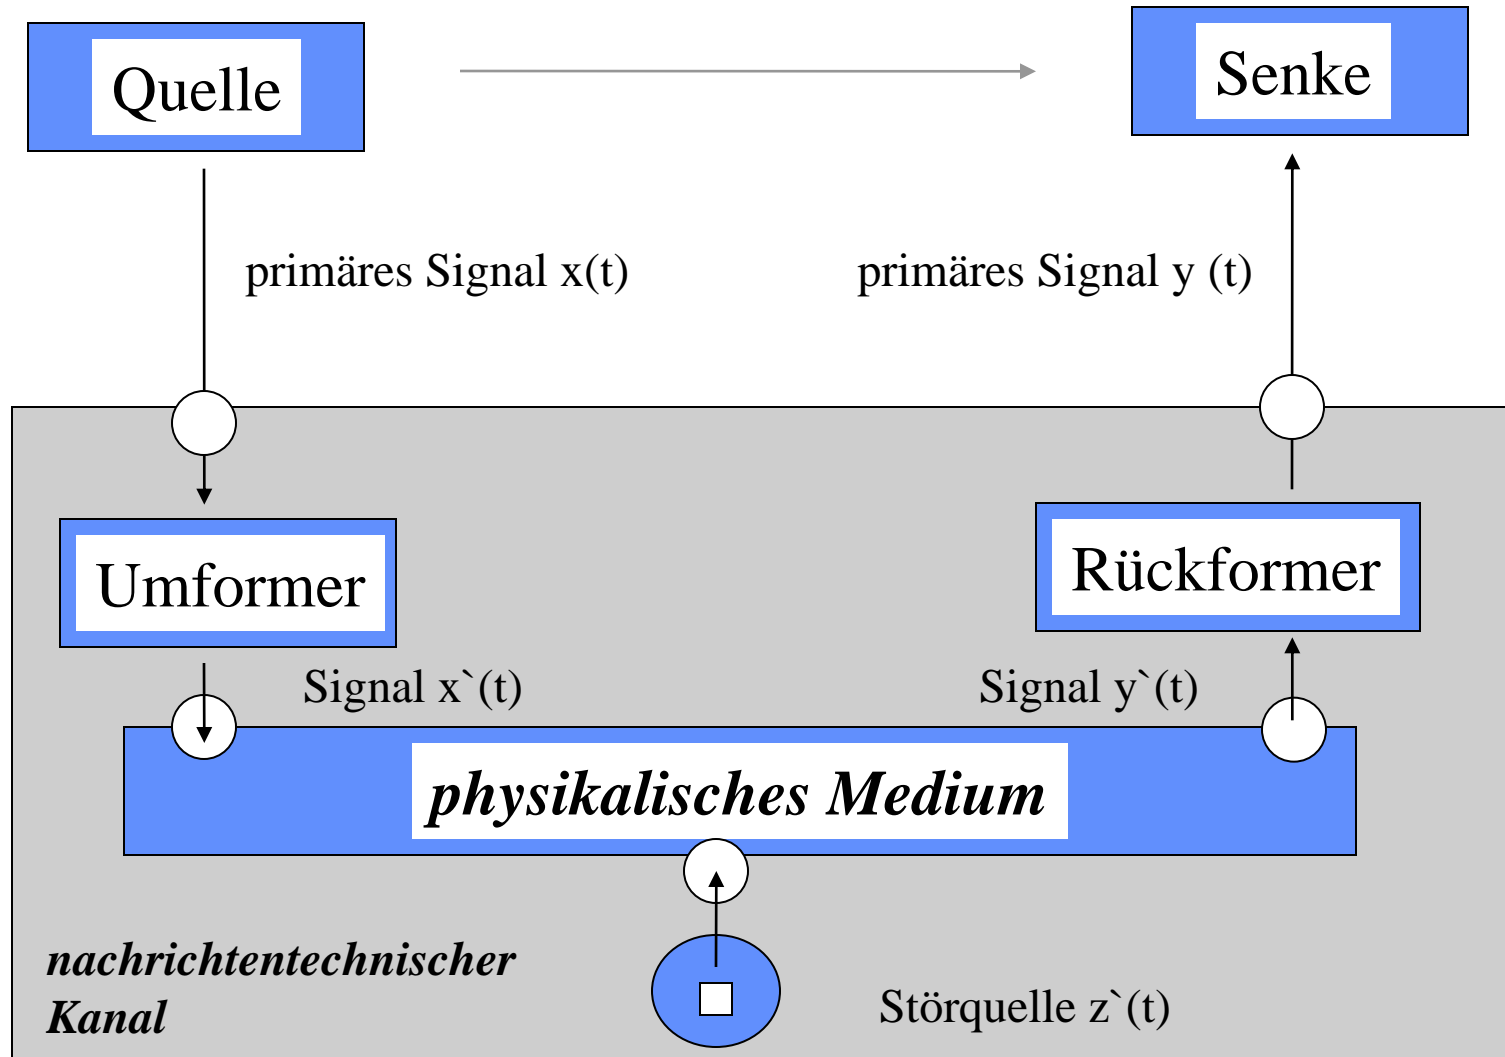 Quelle
Senke
primäres Signal x(t)
primäres Signal y (t)
Umformer
Rückformer
Signal x`(t)
Signal y`(t)
physikalisches Medium
nachrichtentechnischer
Kanal
Störquelle z`(t)